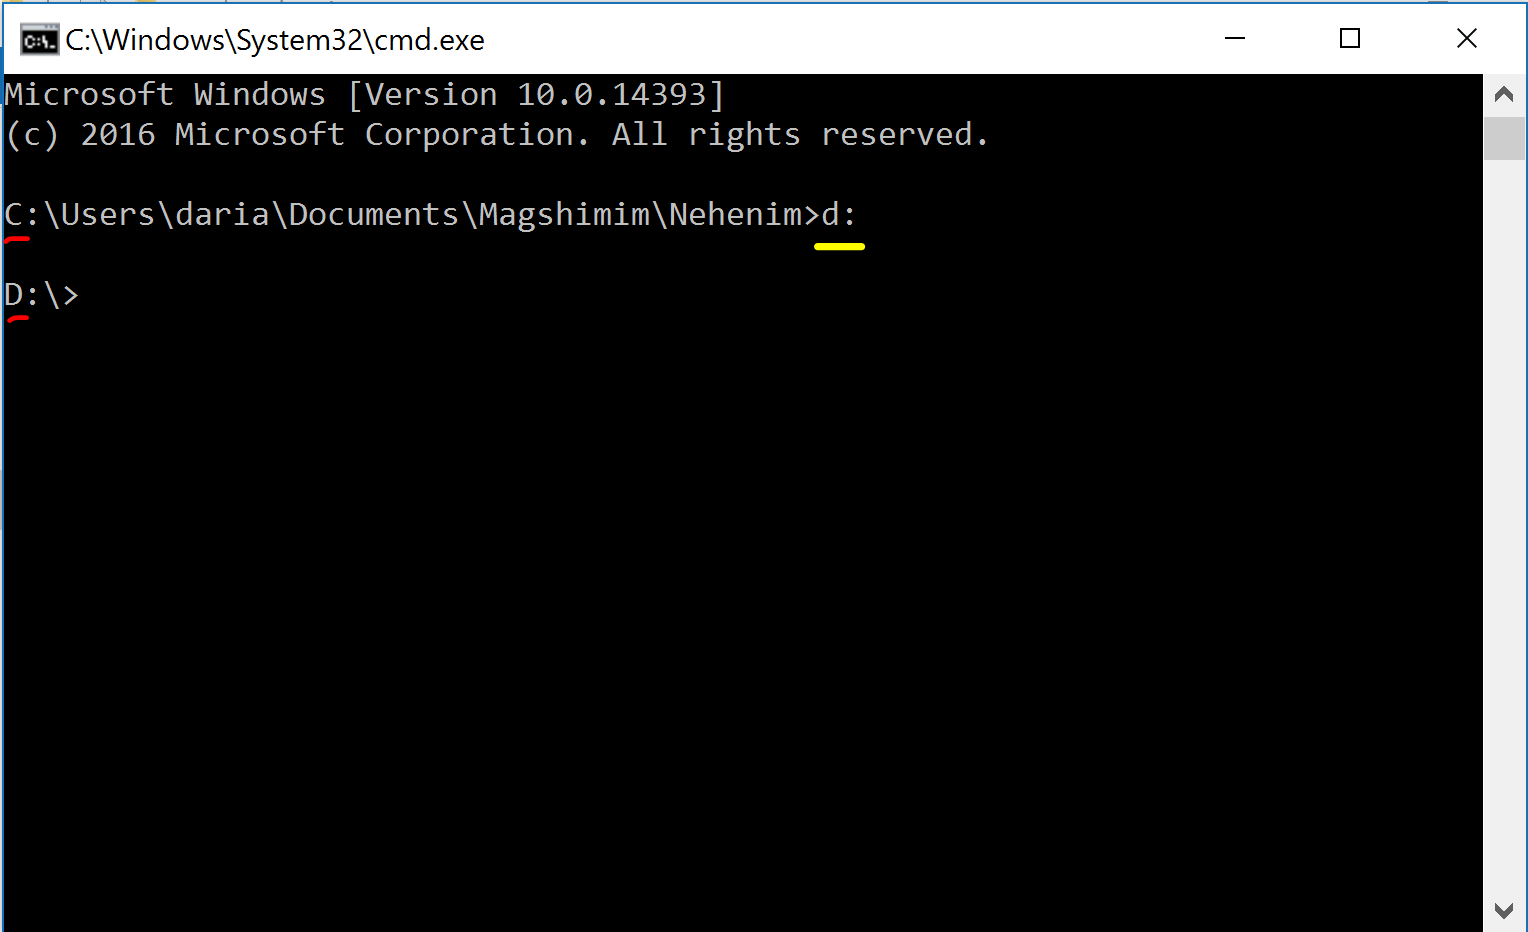 C:\Windows\System32\cmd.exe
Microsoft Windows [Version 10.0.14393]
(c) 2016 Microsoft Corporation. All rights reserved.
C:\Users\daria\Documents\Magshimim\Nehenim>d:
D:\>